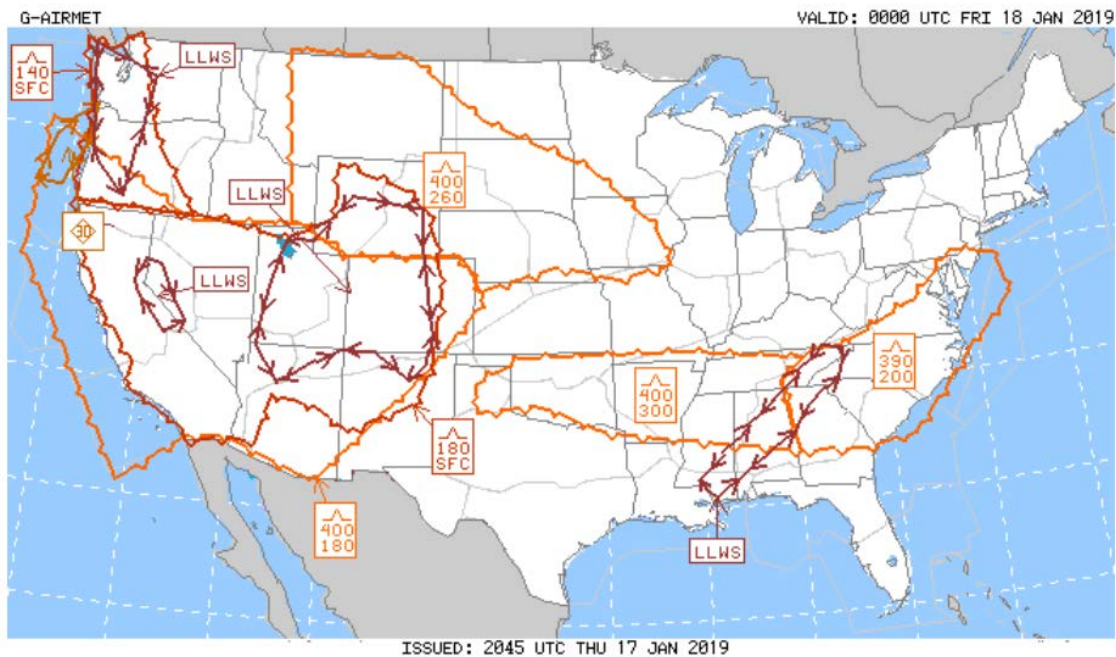 G-AIRMET
VALID: 0000 UTC FRI 18 JAN 2019
140
SFC
LLWS
LLWS
400
260
30
LLWS
390
200
400
300
180
SFC
400
180
LLWS
ISSUED: 2045 UTC THU 17 JAN 2019